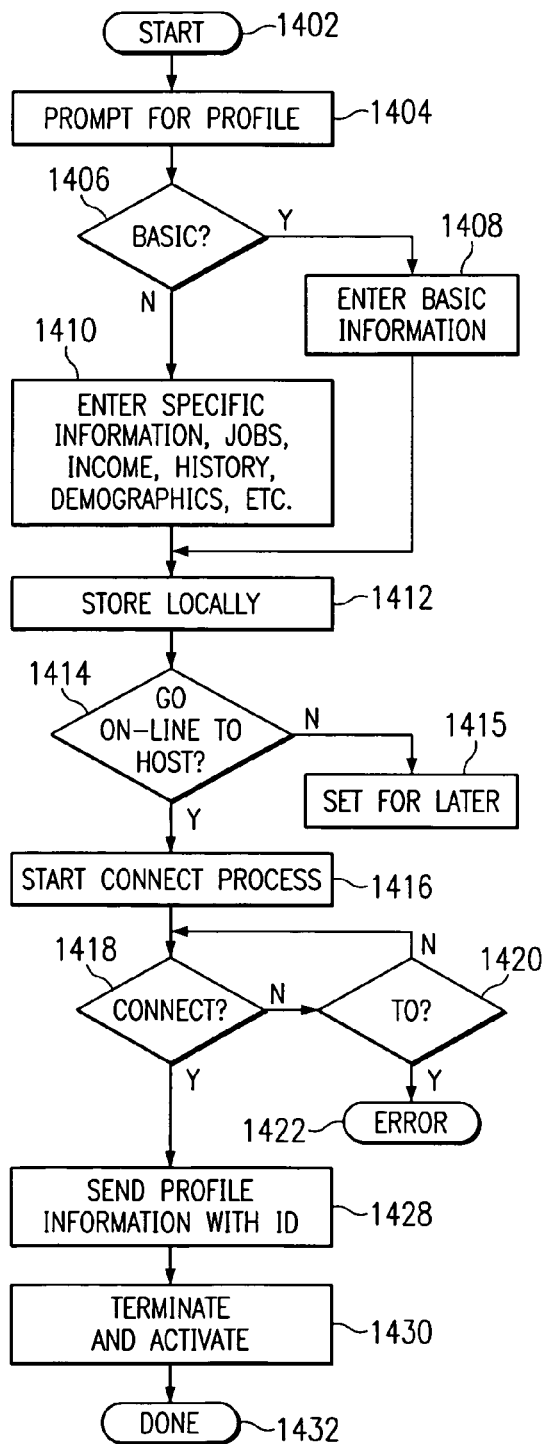 START
1402
PROMPT FOR PROFILE
1404
1406
BASIC?
Y
N
1408
ENTER BASIC
INFORMATION
1410
ENTER SPECIFIC
INFORMATION, JOBS,
INCOME, HISTORY,
DEMOGRAPHICS, ETC.
STORE LOCALLY
1412
1414
GO
ON-LINE TO
HOST?
N
Y
1415
SET FOR LATER
START CONNECT PROCESS
1416
1418
CONNECT?
N
Y
1420
TO?
N
Y
1422
ERROR
SEND PROFILE
INFORMATION WITH ID
1428
TERMINATE
AND ACTIVATE
1430
DONE
1432